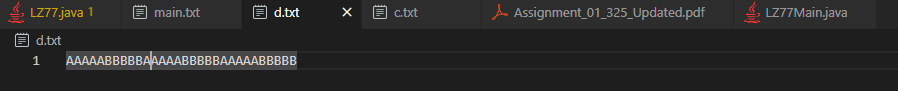 LZ77.java 1 main.txt d.txt c.txt Assignment_01_325_Updated.pdf LZ77Main.java
d.txt
1 AAAAABBBBBAAAAABBBBBAAAAABBBBB